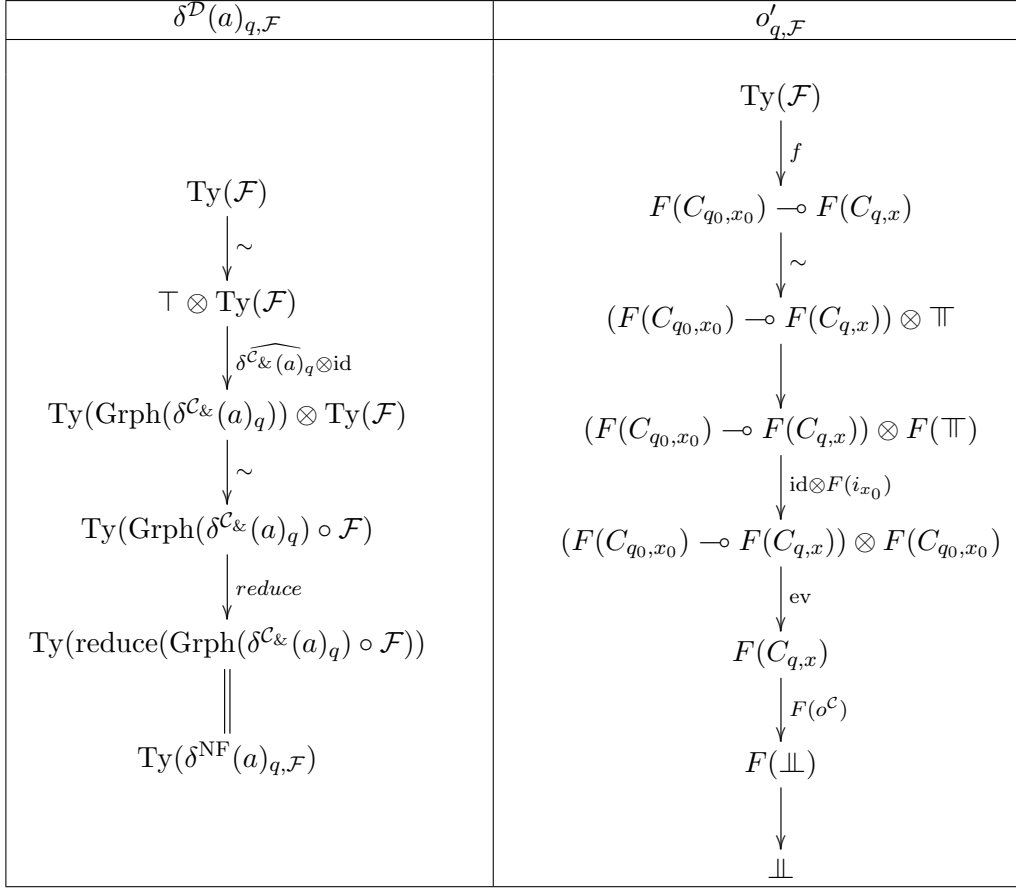 δ^𝒟(a)_{q,ℱ}
o′_{q,ℱ}
Ty(ℱ)
∼
⊤ ⊗ Ty(ℱ)
\widehat{δ^{𝒞_&}(a)_q}⊗id
Ty(Grph(δ^{𝒞_&}(a)_q)) ⊗ Ty(ℱ)
∼
Ty(Grph(δ^{𝒞_&}(a)_q) ∘ ℱ)
reduce
Ty(reduce(Grph(δ^{𝒞_&}(a)_q) ∘ ℱ))
Ty(δ^{NF}(a)_{q,ℱ})
Ty(ℱ)
f
F(C_{q_0,x_0}) ⊸ F(C_{q,x})
∼
(F(C_{q_0,x_0}) ⊸ F(C_{q,x})) ⊗ ⫪
(F(C_{q_0,x_0}) ⊸ F(C_{q,x})) ⊗ F(⫪)
id⊗F(i_{x_0})
(F(C_{q_0,x_0}) ⊸ F(C_{q,x})) ⊗ F(C_{q_0,x_0})
ev
F(C_{q,x})
F(o^𝒞)
F(⫫)
⫫